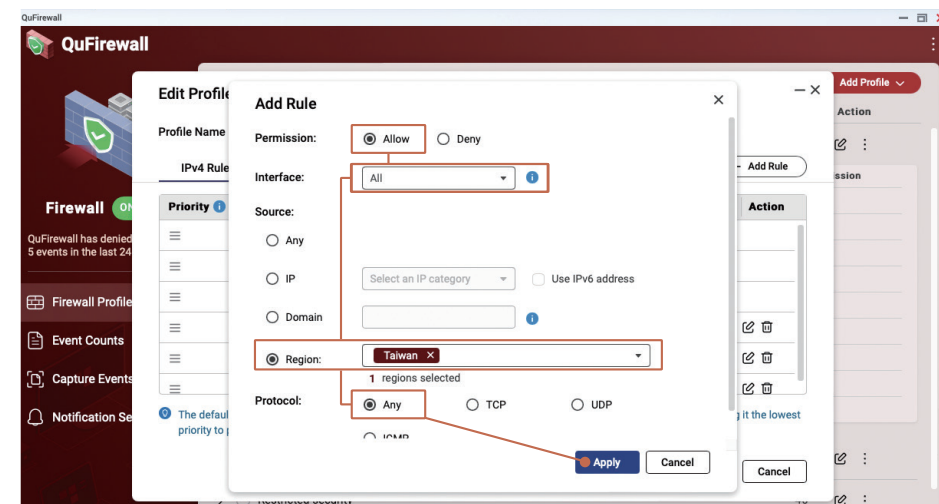 QuFirewall
QuFirewall
Add Profile
Edit Profile
Add Rule
Action
Profile Name
Permission:
Allow
Deny
IPv4 Rule
Add Rule
Interface:
All
Firewall ON
Priority
Source:
Action
QuFirewall has denied
5 events in the last 24
Any
IP
Select an IP category
Use IPv6 address
Firewall Profile
Domain
Event Counts
Region:
Taiwan ×
1 regions selected
Capture Events
Protocol:
Any
TCP
UDP
Notification Se
The defaul
g it the lowest
priority to p
ICMP
Apply
Cancel
Cancel
Restricted Security